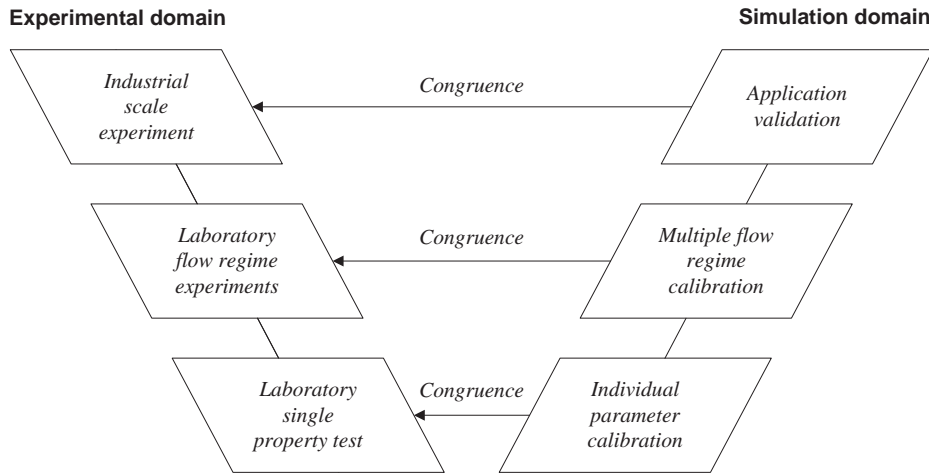 Experimental domain
Simulation domain
Industrial
scale
experiment
Congruence
Application
validation
Laboratory
flow regime
experiments
Congruence
Multiple flow
regime
calibration
Laboratory
single
property test
Congruence
Individual
parameter
calibration